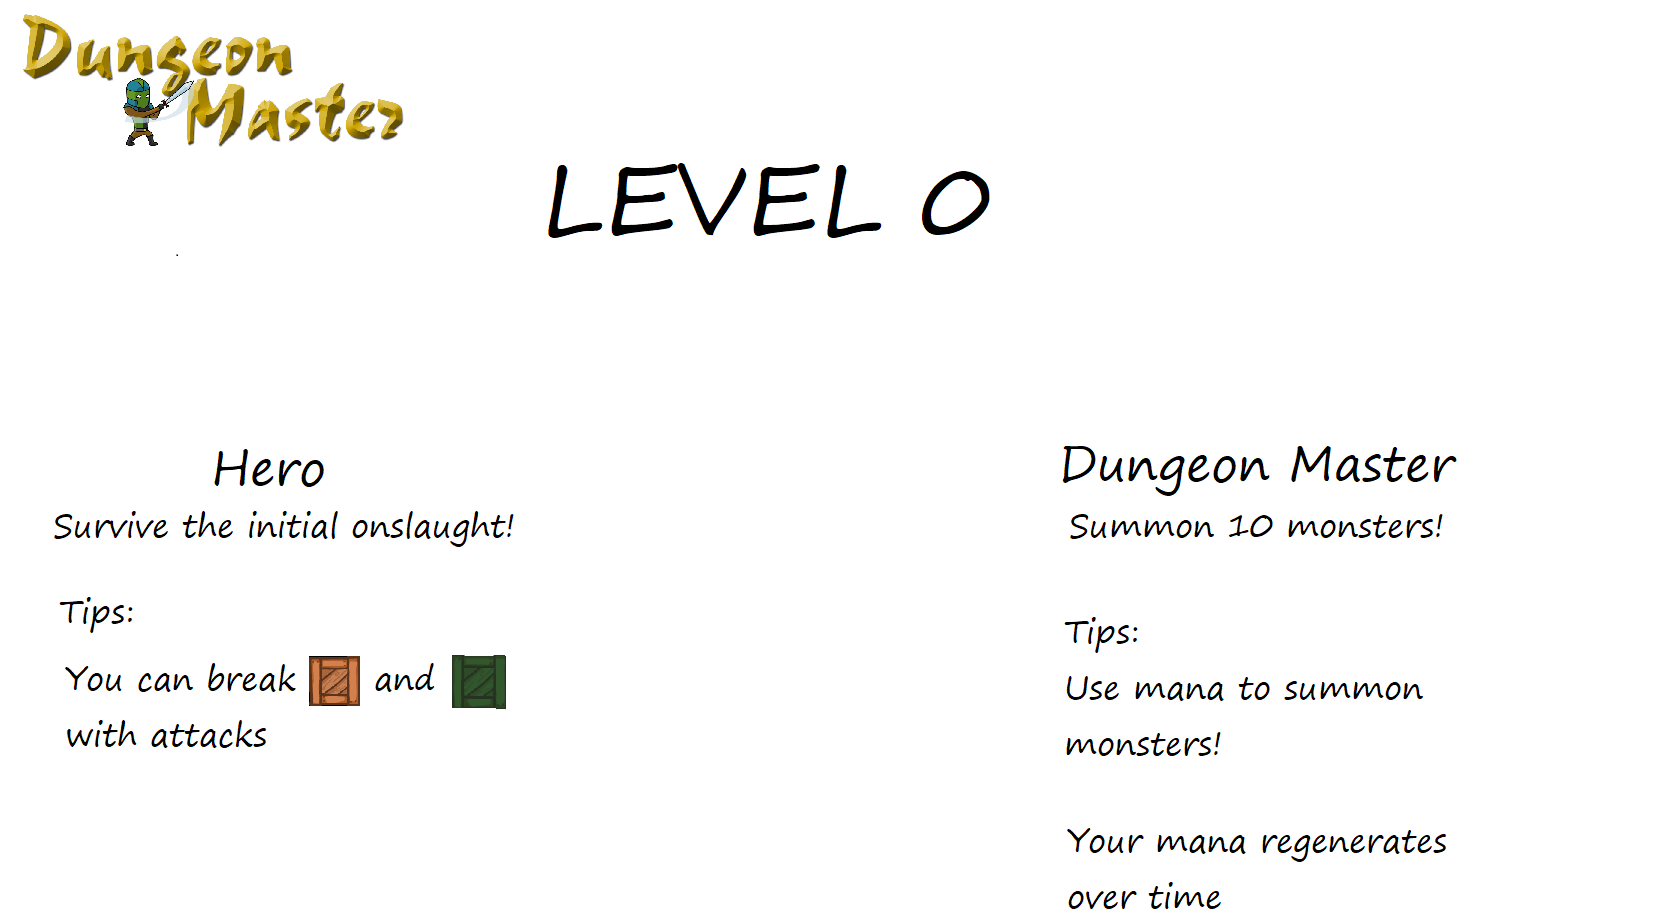 Dungeon
Master
LEVEL 0
Hero
Survive the initial onslaught!
Tips:
You can break and
with attacks
Dungeon Master
Summon 10 monsters!
Tips:
Use mana to summon
monsters!
Your mana regenerates
over time